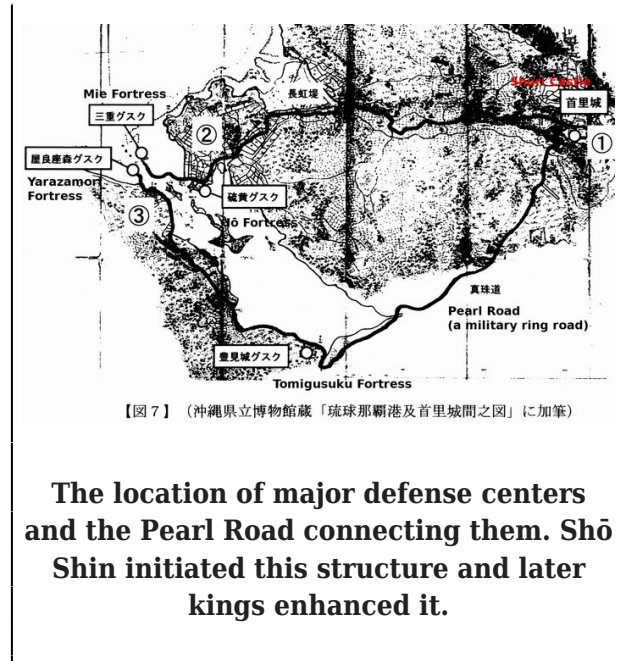 長虹堤
Shuri Castle
首里城
①
Mie Fortress
三重グスク
②
屋良座森グスク
Yarazamori
Fortress
硫黄グスク
Fortress
③
真珠道
Pearl Road
(a military ring road)
豊見城グスク
Tomigusuku Fortress
【図7】（沖縄県立博物館蔵「琉球那覇港及首里城間之図」に加筆）
The location of major defense centers
and the Pearl Road connecting them. Shō
Shin initiated this structure and later
kings enhanced it.